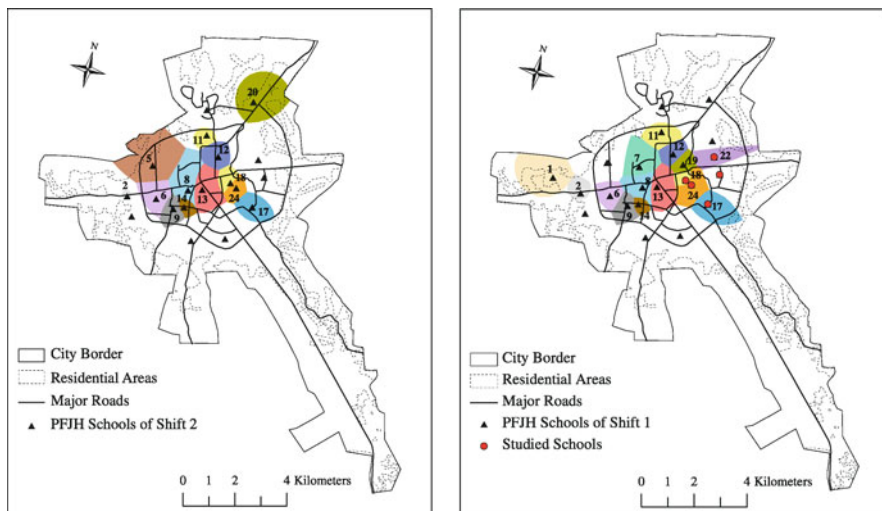 N
20
11
12
5
18
8
2
6
13
24
17
9
City Border
Residential Areas
Major Roads
PFJH Schools of Shift 2
0 1 2 4 Kilometers
N
11
12
22
7
19
1
18
8
2
6
13
24
17
9
14
City Border
Residential Areas
Major Roads
PFJH Schools of Shift 1
Studied Schools
0 1 2 4 Kilometers